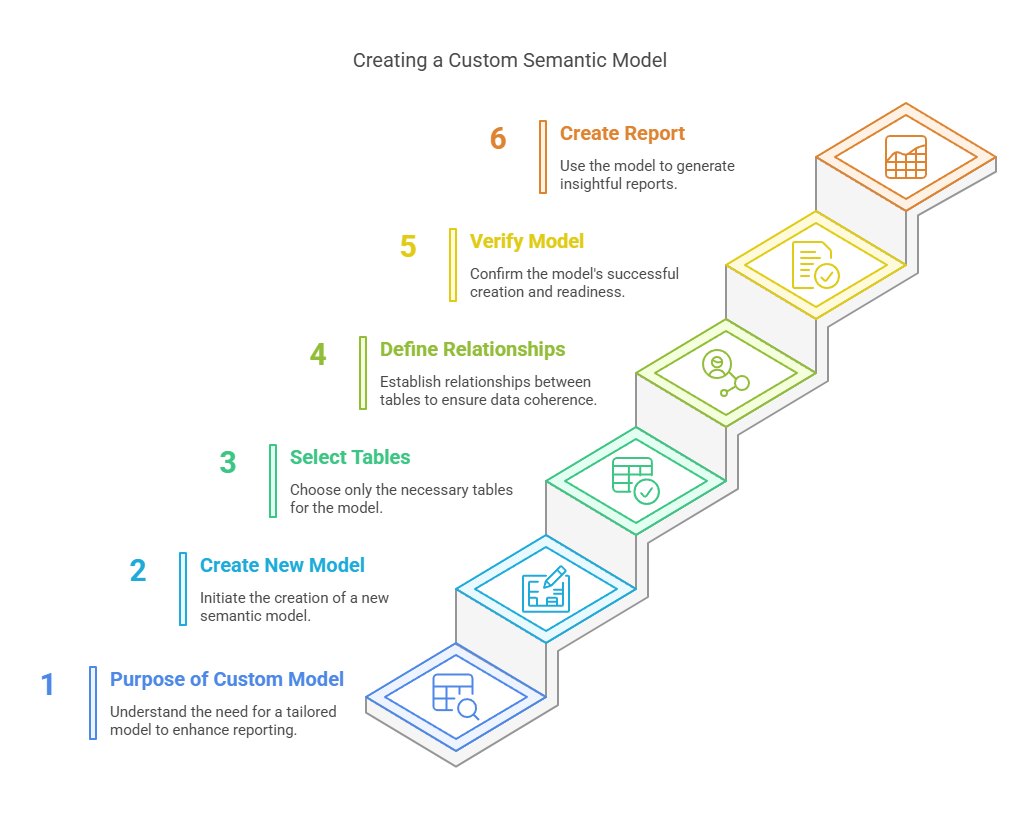 Creating a Custom Semantic Model
6
Create Report
Use the model to generate
insightful reports.
5
Verify Model
Confirm the model's successful
creation and readiness.
4
Define Relationships
Establish relationships between
tables to ensure data coherence.
3
Select Tables
Choose only the necessary tables
for the model.
2
Create New Model
Initiate the creation of a new
semantic model.
1
Purpose of Custom Model
Understand the need for a tailored
model to enhance reporting.